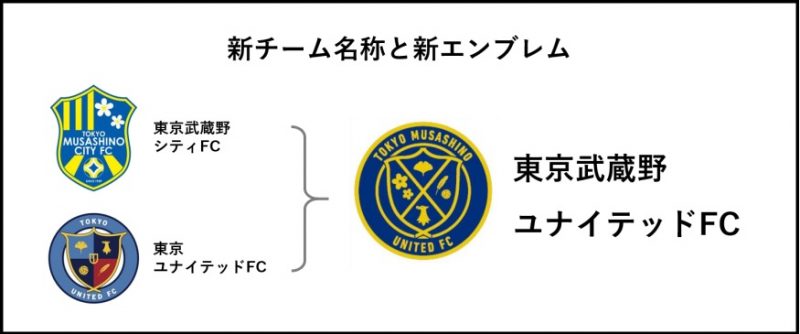 新チーム名称と新エンブレム
TOKYO
MUSASHINO
CITY FC
SINCE 1939
東京武蔵野
シティFC
TOKYO
UNITED FC
東京
ユナイテッドFC
TOKYO MUSASHINO
UNITED FC
東京武蔵野
ユナイテッドFC